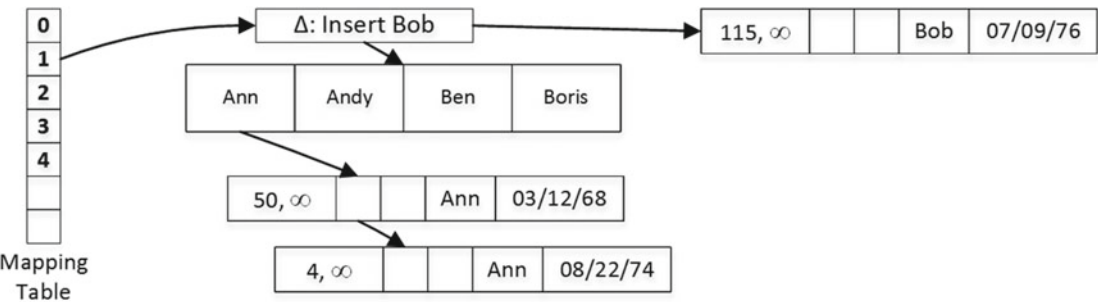 0
1
2
3
4
Mapping
Table
Δ: Insert Bob
115, ∞ Bob 07/09/76
Ann Andy Ben Boris
50, ∞ Ann 03/12/68
4, ∞ Ann 08/22/74